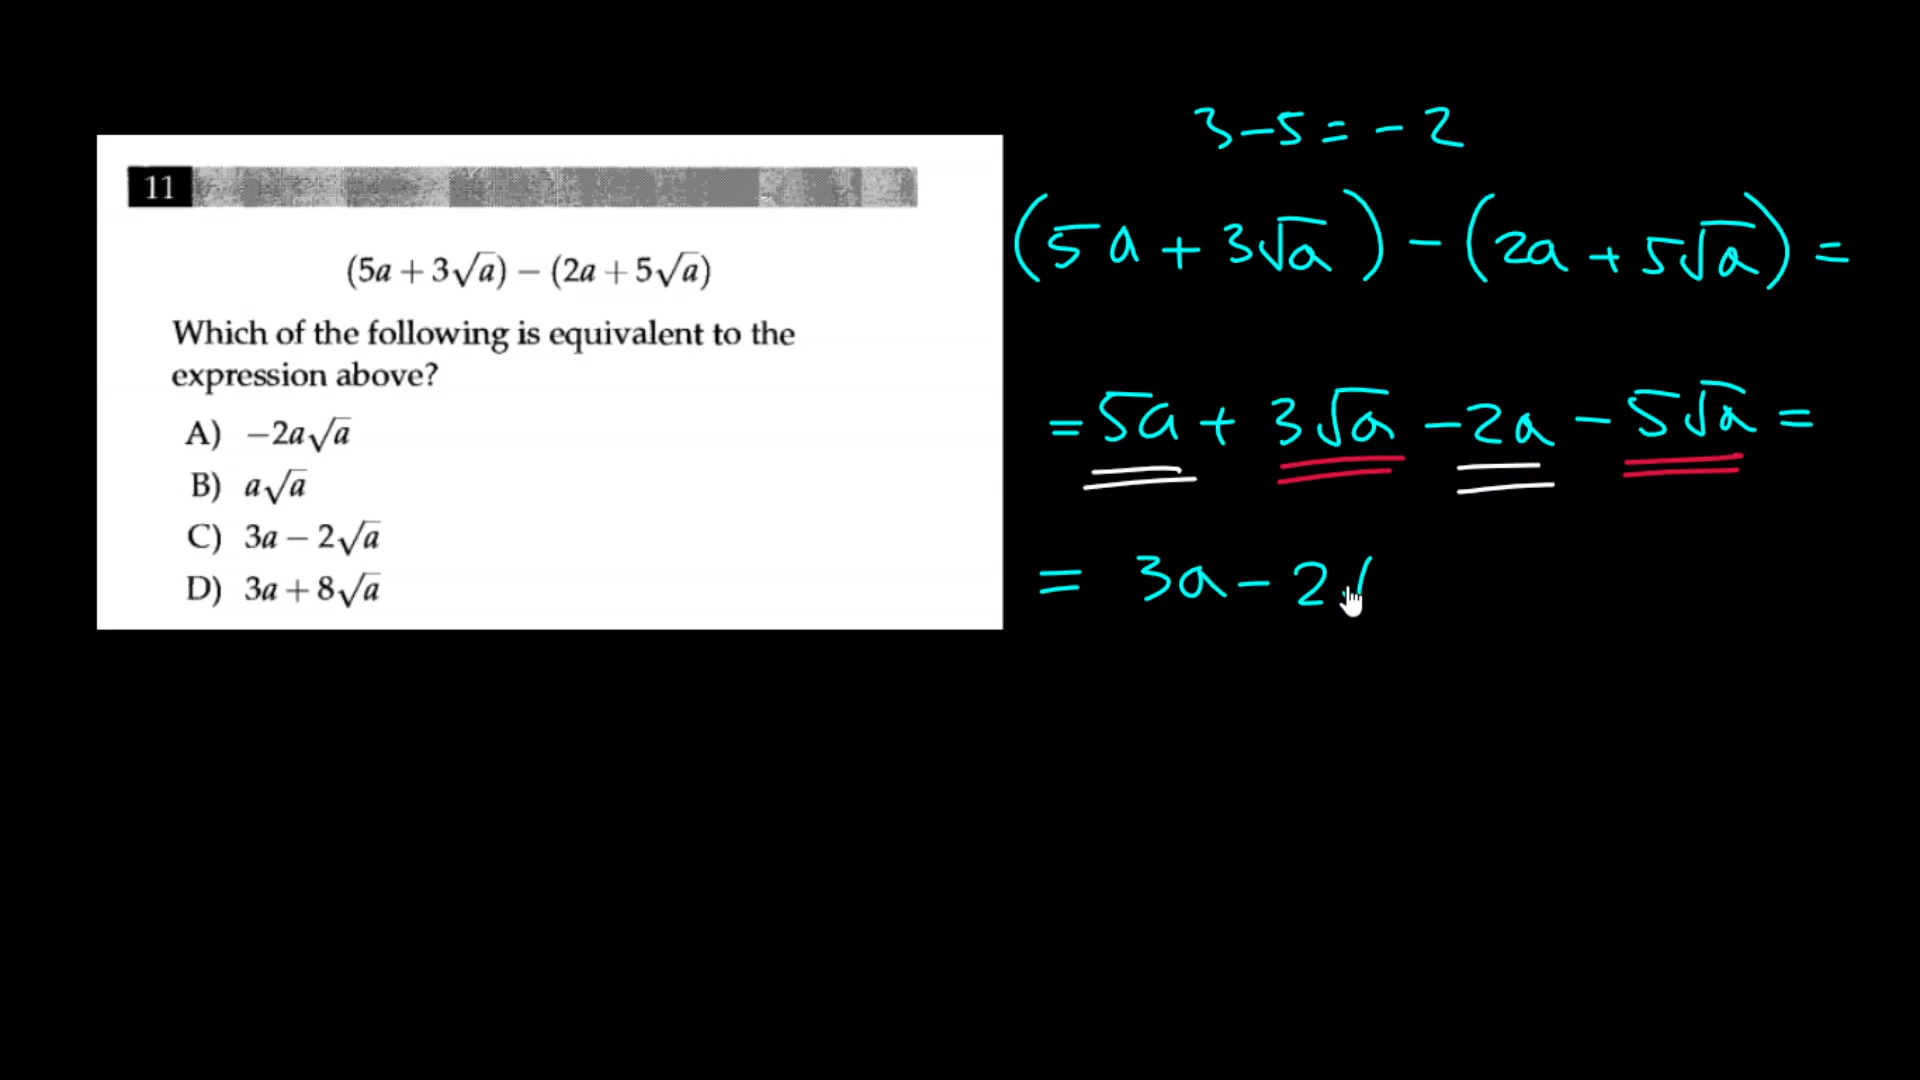 11
(5a + 3√a) − (2a + 5√a)
Which of the following is equivalent to the
expression above?
A) −2a√a
B) a√a
C) 3a − 2√a
D) 3a + 8√a
3-5=-2
(5a+3√a)-(2a+5√a)=
=5a+3√a-2a-5√a=
= 3a-2√